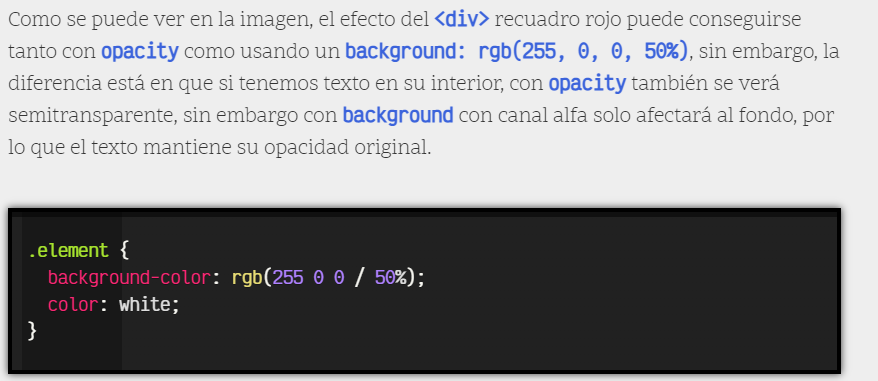 Como se puede ver en la imagen, el efecto del <div> recuadro rojo puede conseguirse
tanto con opacity como usando un background: rgb(255, 0, 0, 50%), sin embargo, la
diferencia está en que si tenemos texto en su interior, con opacity también se verá
semitransparente, sin embargo con background con canal alfa solo afectará al fondo, por
lo que el texto mantiene su opacidad original.
.element {
  background-color: rgb(255 0 0 / 50%);
  color: white;
}